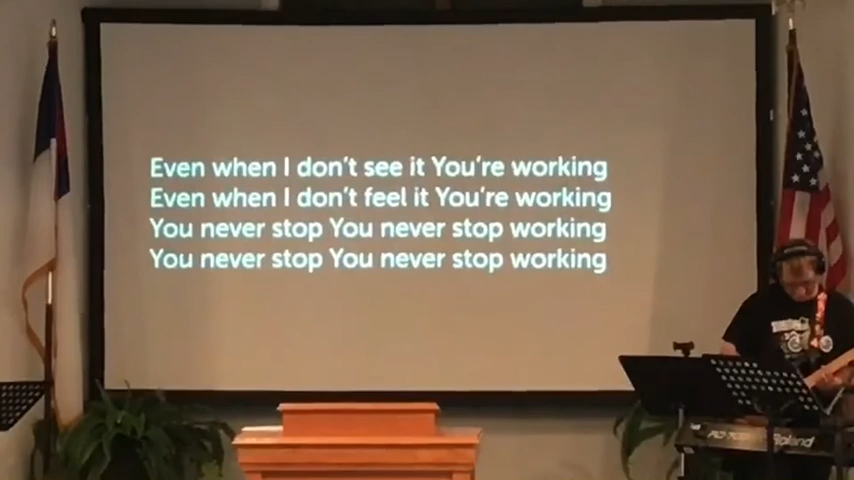 Even when I don't see it You're working
Even when I don't feel it You're working
You never stop You never stop working
You never stop You never stop working
Roland